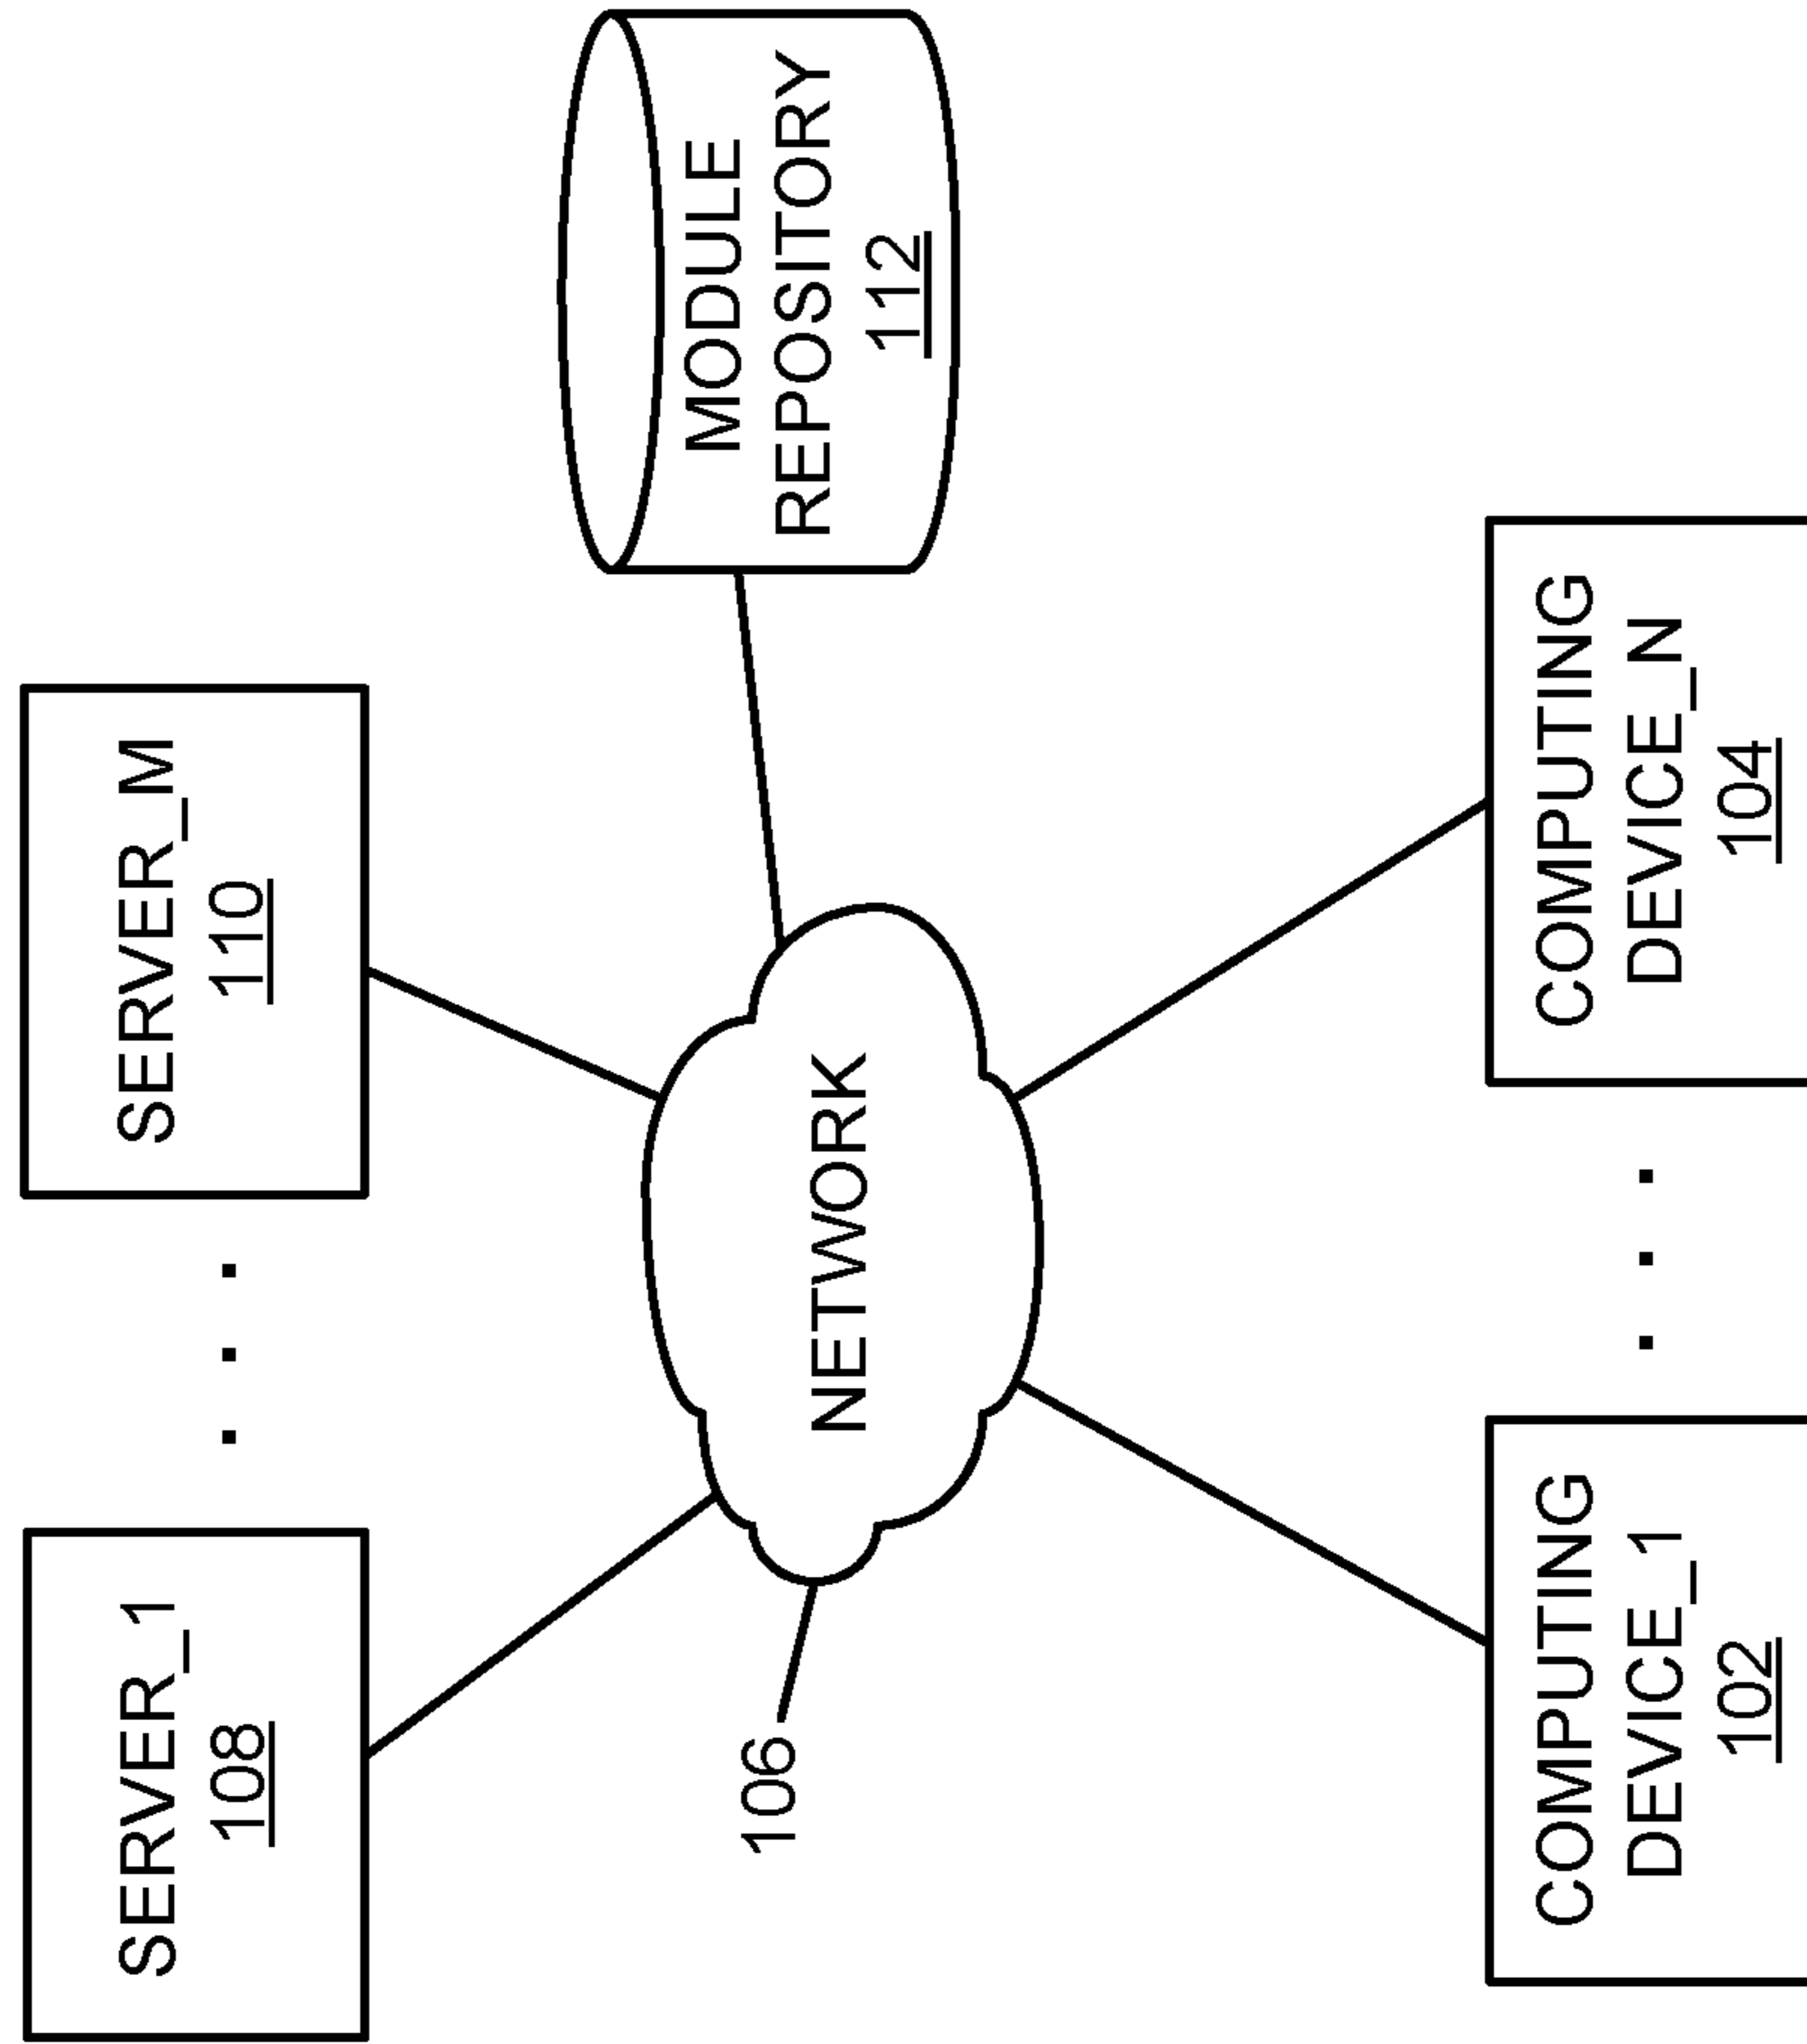 SERVER_1
108
SERVER_M
110
MODULE
REPOSITORY
112
106
NETWORK
COMPUTING
DEVICE_1
102
COMPUTING
DEVICE_N
104